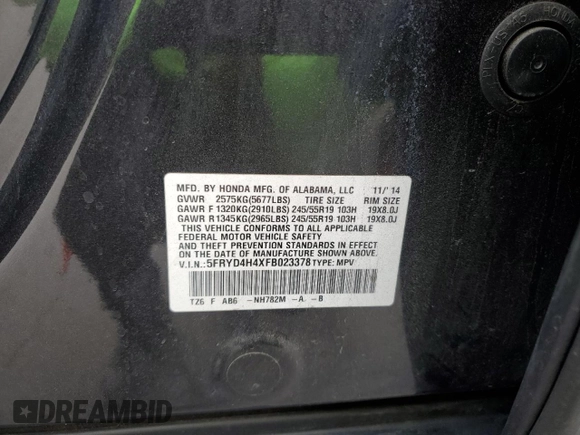 MFD. BY HONDA MFG. OF ALABAMA, LLC 11/'14
GVWR 2575KG(5677LBS) TIRE SIZE RIM SIZE
GAWR F 1320KG(2910LBS) 245/55R19 103H 19X8.0J
GAWR R 1345KG(2965LBS) 245/55R19 103H 19X8.0J
THIS VEHICLE CONFORMS TO ALL APPLICABLE
FEDERAL MOTOR VEHICLE SAFETY
AND THEFT PREVENTION STANDARDS IN EFFECT
ON THE DATE OF MANUFACTURE SHOWN ABOVE.
V.I.N.:5FRYD4H4XFB023378 TYPE: MPV
TZ6 F AB6 -NH782M -A -B
DREAMBID